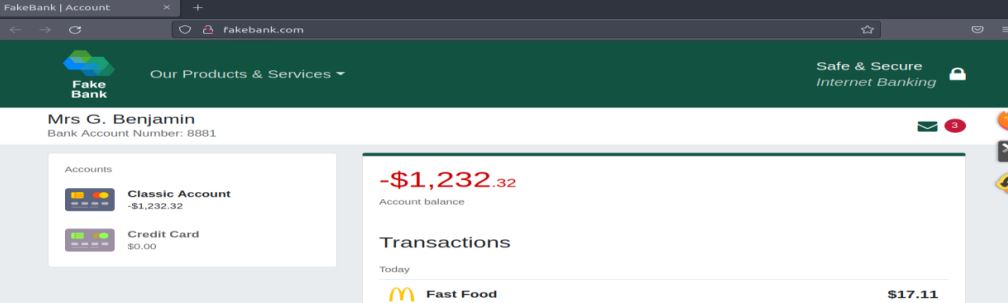 FakeBank | Account
fakebank.com
Fake
Bank
Our Products & Services
Safe & Secure
Internet Banking
Mrs G. Benjamin
Bank Account Number: 8881
3
Accounts
Classic Account
-$1,232.32
Credit Card
$0.00
-$1,232.32
Account balance
Transactions
Today
Fast Food $17.11